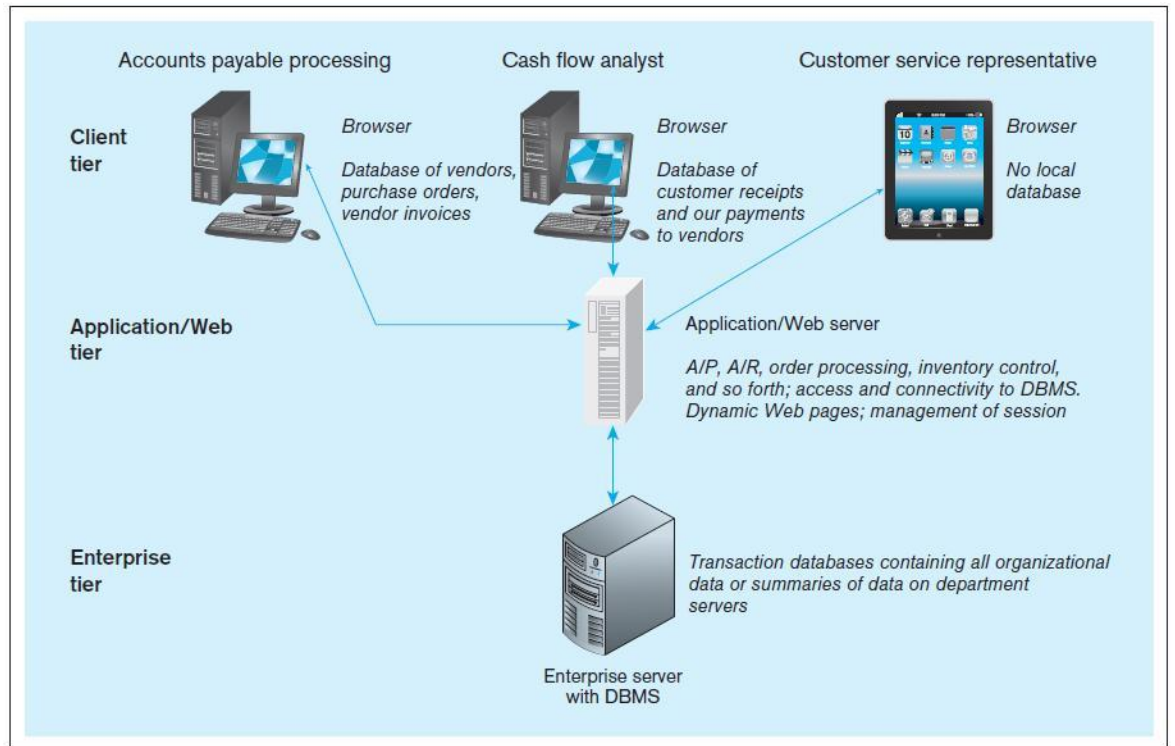 Accounts payable processing
Cash flow analyst
Customer service representative
Client
tier
Browser
Database of vendors,
purchase orders,
vendor invoices
Browser
Database of
customer receipts
and our payments
to vendors
Browser
No local
database
10
Application/Web
tier
Application/Web server
A/P, A/R, order processing, inventory control,
and so forth; access and connectivity to DBMS.
Dynamic Web pages; management of session
Enterprise
tier
Transaction databases containing all organizational
data or summaries of data on department
servers
Enterprise server
with DBMS